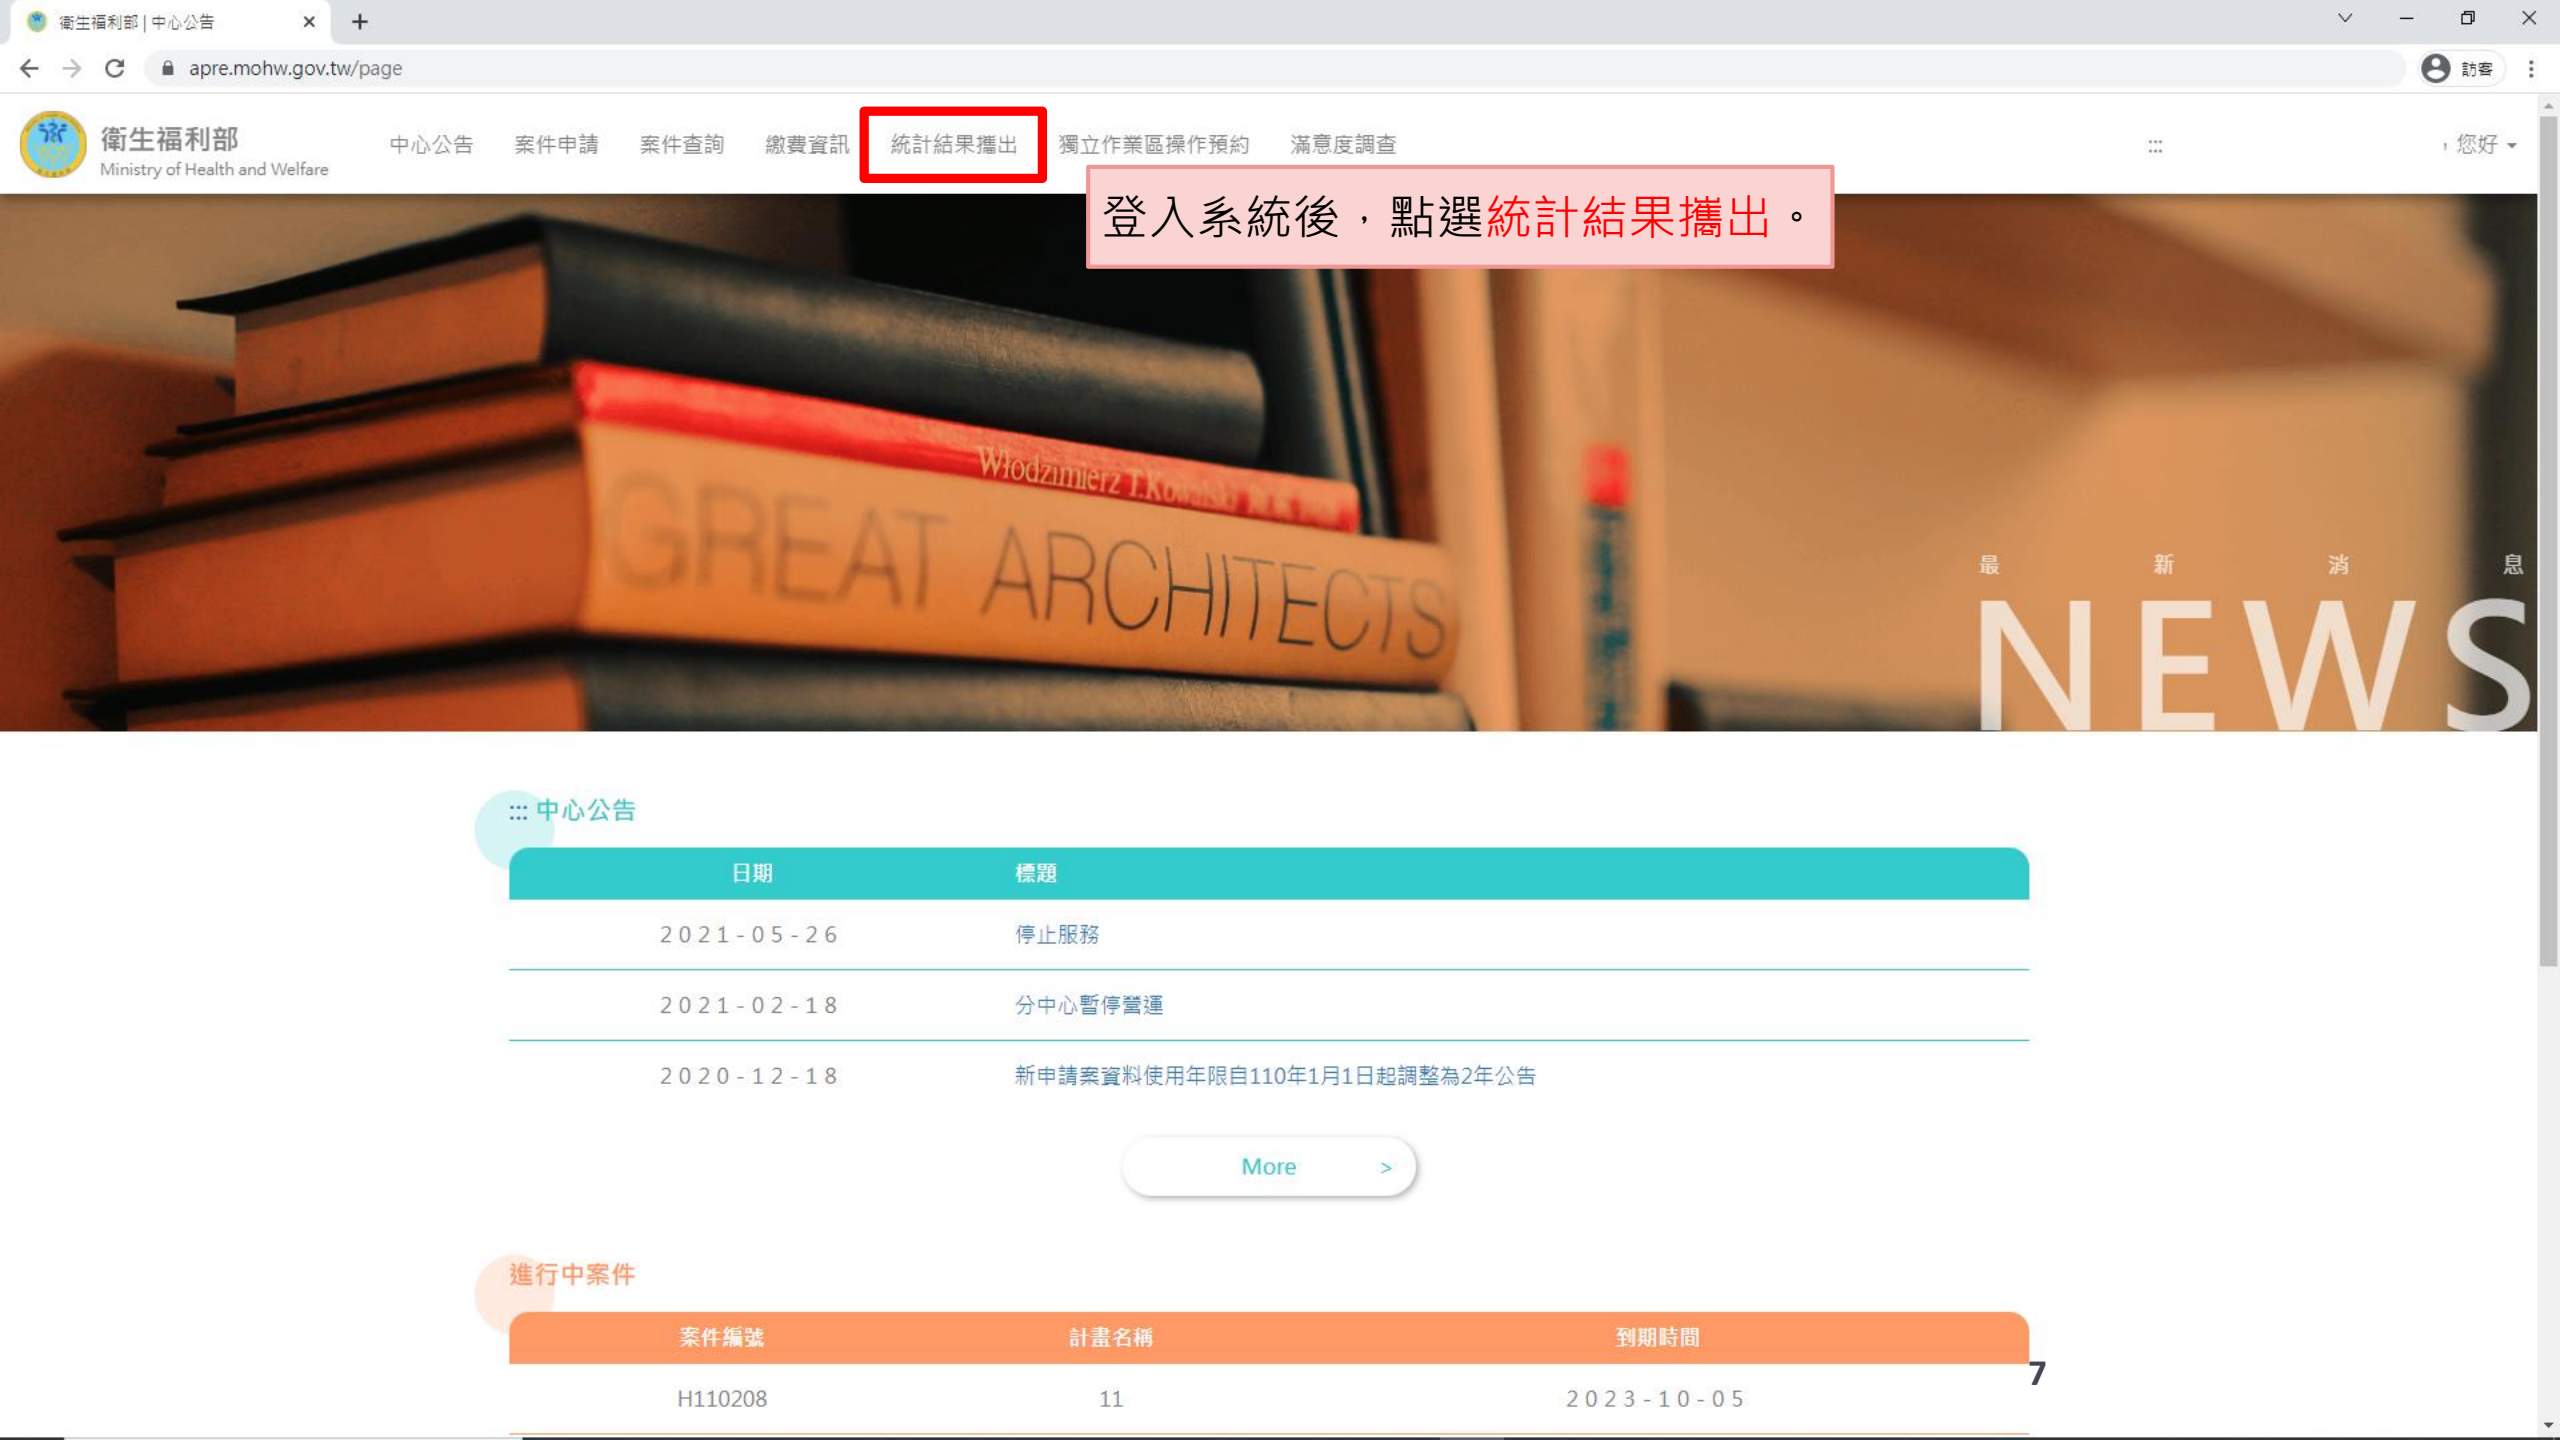 衛生福利部 | 中心公告
apre.mohw.gov.tw/page
訪客
衛生福利部
Ministry of Health and Welfare
中心公告 案件申請 案件查詢 繳費資訊 統計結果攜出 獨立作業區操作預約 滿意度調查
:::
，您好
登入系統後，點選統計結果攜出。
Włodzimierz T.
GREAT ARCHITECTS
最新消息
NEWS
::: 中心公告
日期 標題
2021-05-26 停止服務
2021-02-18 分中心暫停營運
2020-12-18 新申請案資料使用年限自110年1月1日起調整為2年公告
More >
進行中案件
案件編號 計畫名稱 到期時間
7
H110208 11 2023-10-05